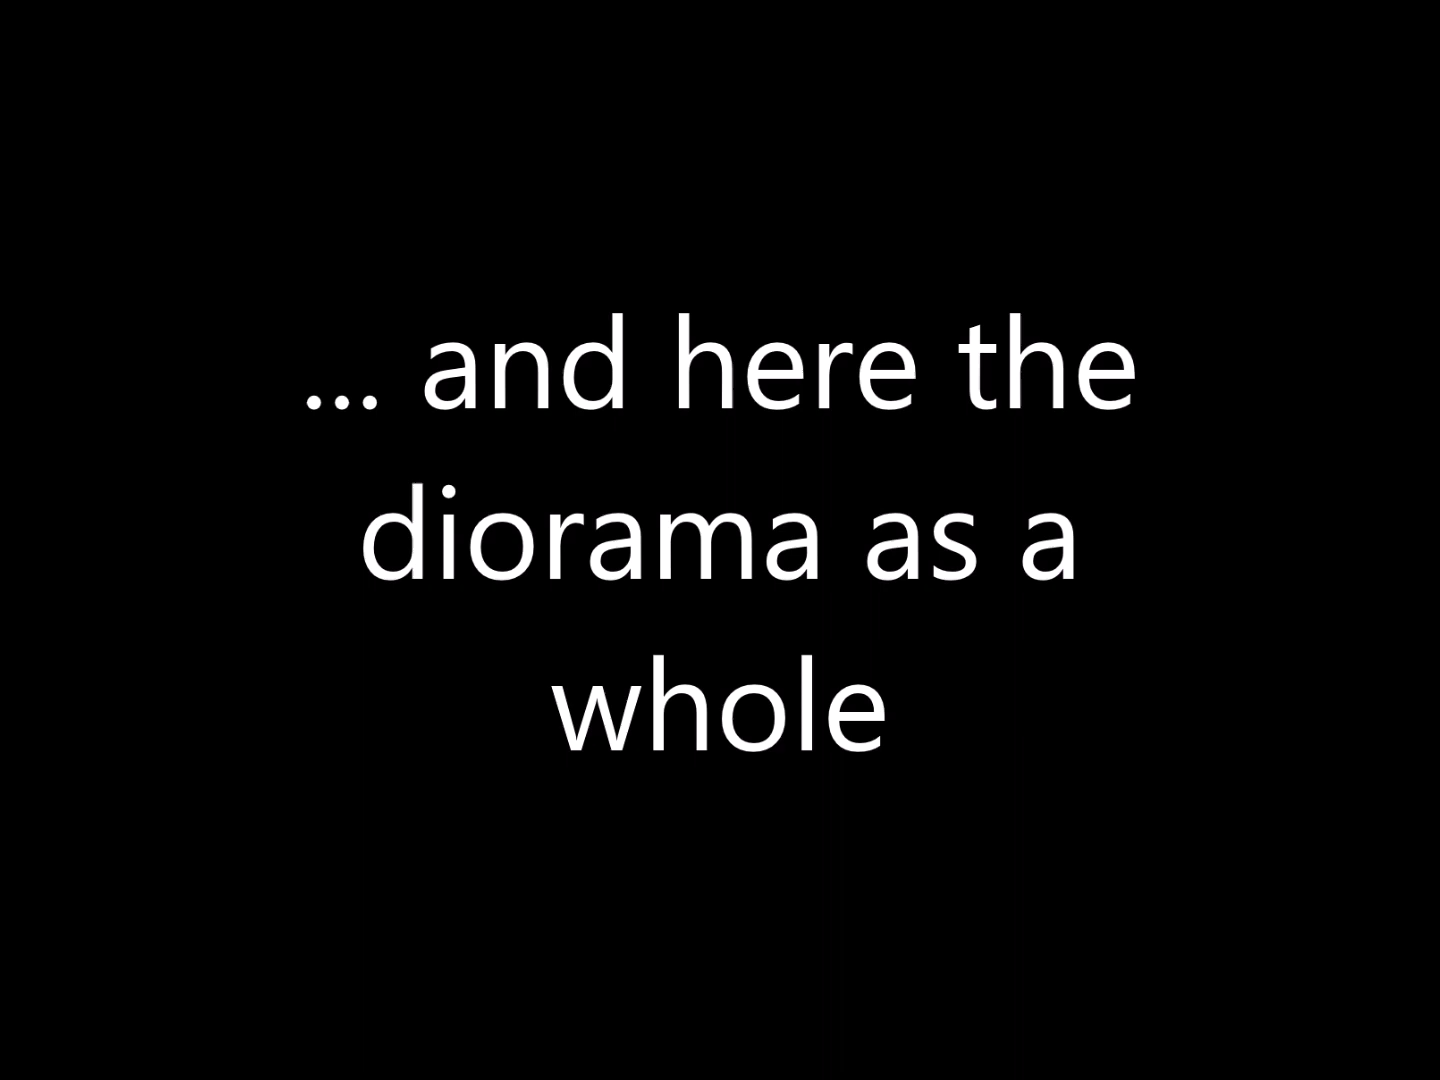 ... and here the
diorama as a
whole